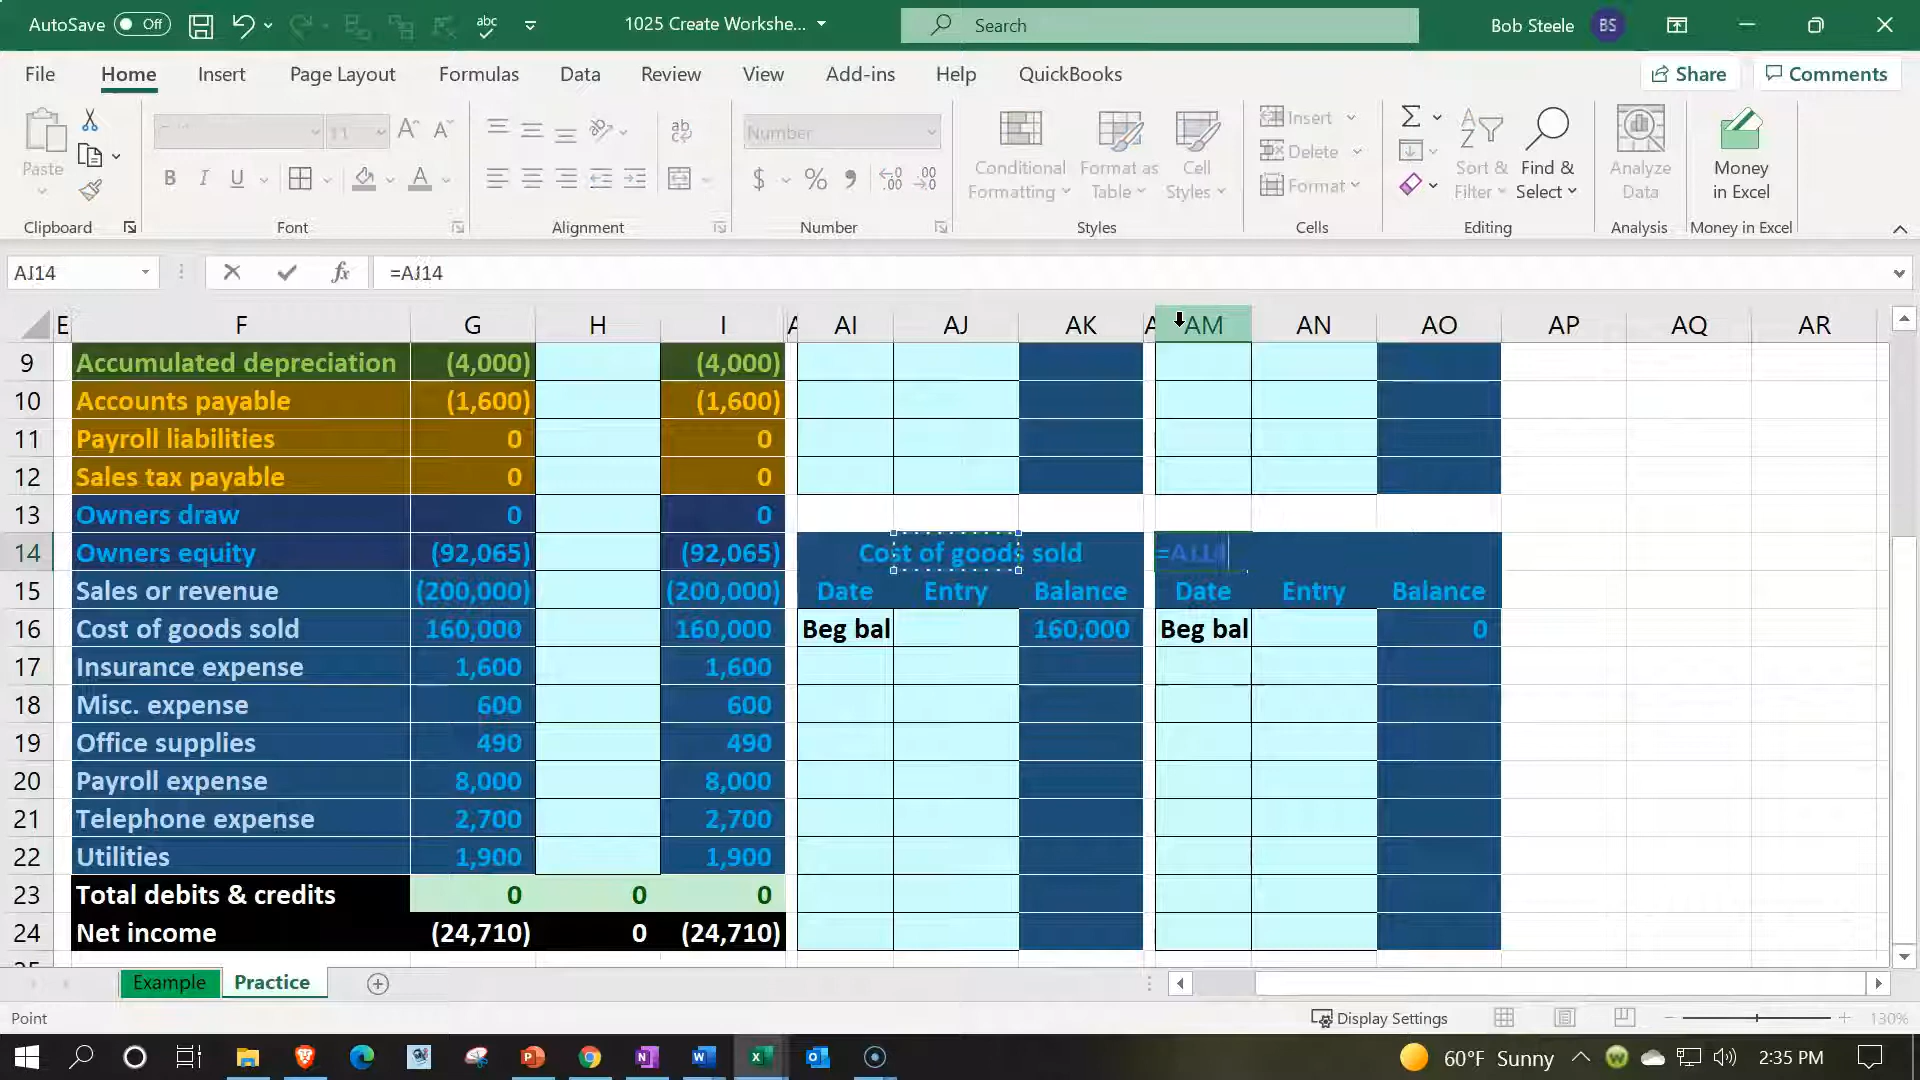 AutoSave Off abc 1025 Create Workshe... Search Bob Steele BS
File Home Insert Page Layout Formulas Data Review View Add-ins Help QuickBooks Share Comments
Paste 11 A A ab Number Conditional Formatting Format as Table Cell Styles Insert Delete Format Sort & Filter Find & Select Analyze Data Money in Excel
B I U A $ % 9 .00
Clipboard Font Alignment Number Styles Cells Editing Analysis Money in Excel
AJ14 fx =AJ14
E F G H I A AI AJ AK A AM AN AO AP AQ AR
9 Accumulated depreciation (4,000) (4,000)
10 Accounts payable (1,600) (1,600)
11 Payroll liabilities 0 0
12 Sales tax payable 0 0
13 Owners draw 0 0
14 Owners equity (92,065) (92,065) Cost of goods sold =AJ14
15 Sales or revenue (200,000) (200,000) Date Entry Balance Date Entry Balance
16 Cost of goods sold 160,000 160,000 Beg bal 160,000 Beg bal 0
17 Insurance expense 1,600 1,600
18 Misc. expense 600 600
19 Office supplies 490 490
20 Payroll expense 8,000 8,000
21 Telephone expense 2,700 2,700
22 Utilities 1,900 1,900
23 Total debits & credits 0 0 0
24 Net income (24,710) 0 (24,710)
Example Practice
Point Display Settings 130%
60°F Sunny 2:35 PM